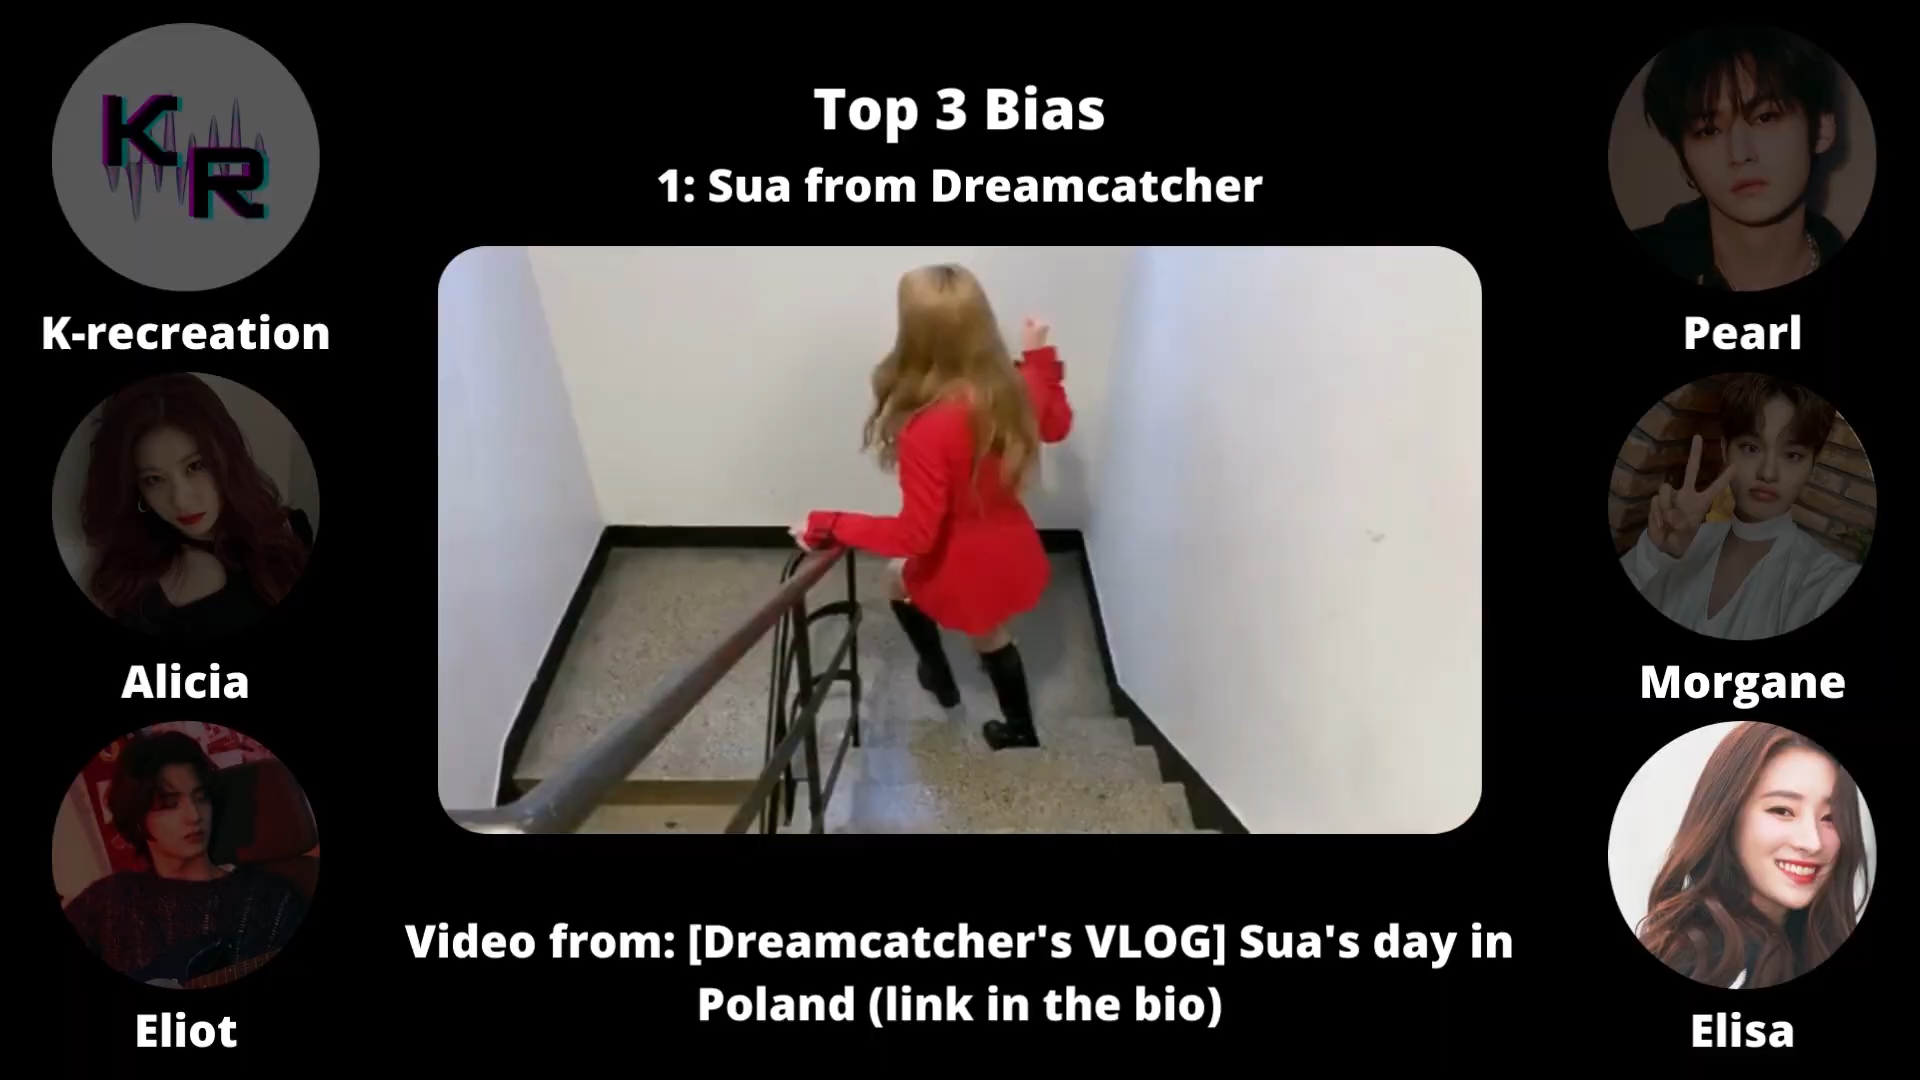 K
R
Top 3 Bias
1: Sua from Dreamcatcher
K-recreation
Pearl
Alicia
Morgane
Video from: [Dreamcatcher's VLOG] Sua's day in
Poland (link in the bio)
Eliot
Elisa